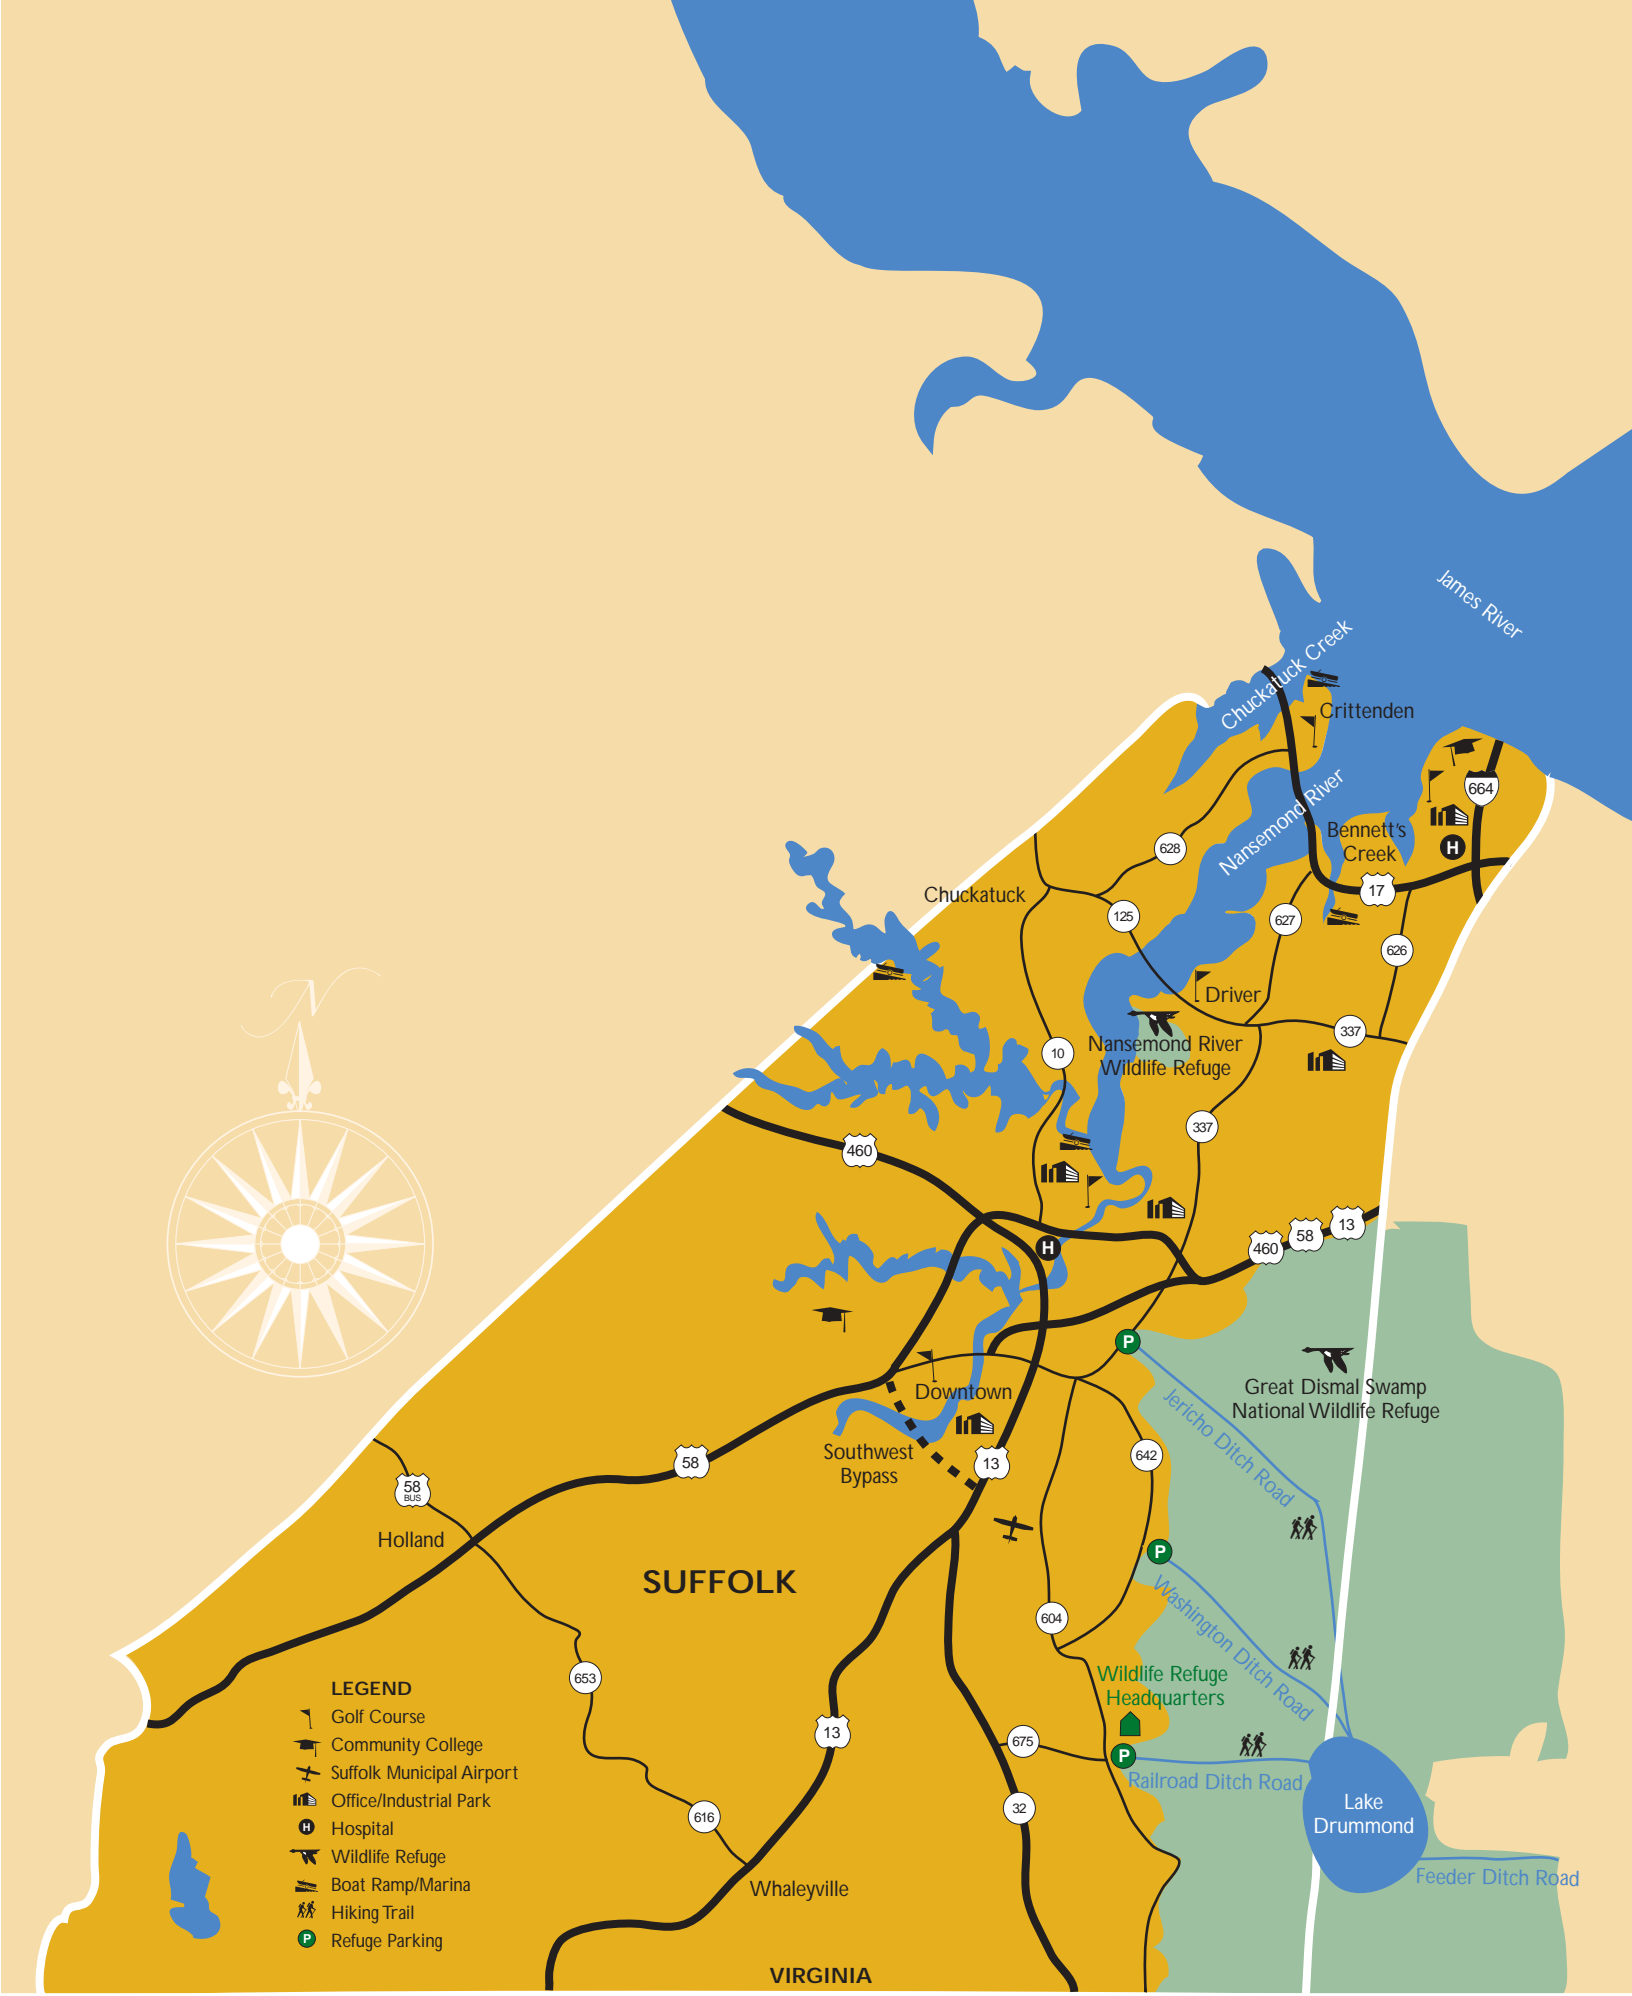 James River
Chuckatuck Creek
Crittenden
664
Nansemond River
Bennett's
Creek
H
628
17
Chuckatuck
125
627
626
Driver
337
10
Nansemond River
Wildlife Refuge
N
337
460
13
58
460
H
P
Great Dismal Swamp
National Wildlife Refuge
Downtown
Jericho Ditch Road
Southwest
Bypass
642
58
13
58
BUS
Holland
P
SUFFOLK
Washington Ditch Road
604
Wildlife Refuge
Headquarters
653
13
675
P
Railroad Ditch Road
Lake
Drummond
32
616
Feeder Ditch Road
Whaleyville
LEGEND
Golf Course
Community College
Suffolk Municipal Airport
Office/Industrial Park
H Hospital
Wildlife Refuge
Boat Ramp/Marina
Hiking Trail
P Refuge Parking
VIRGINIA